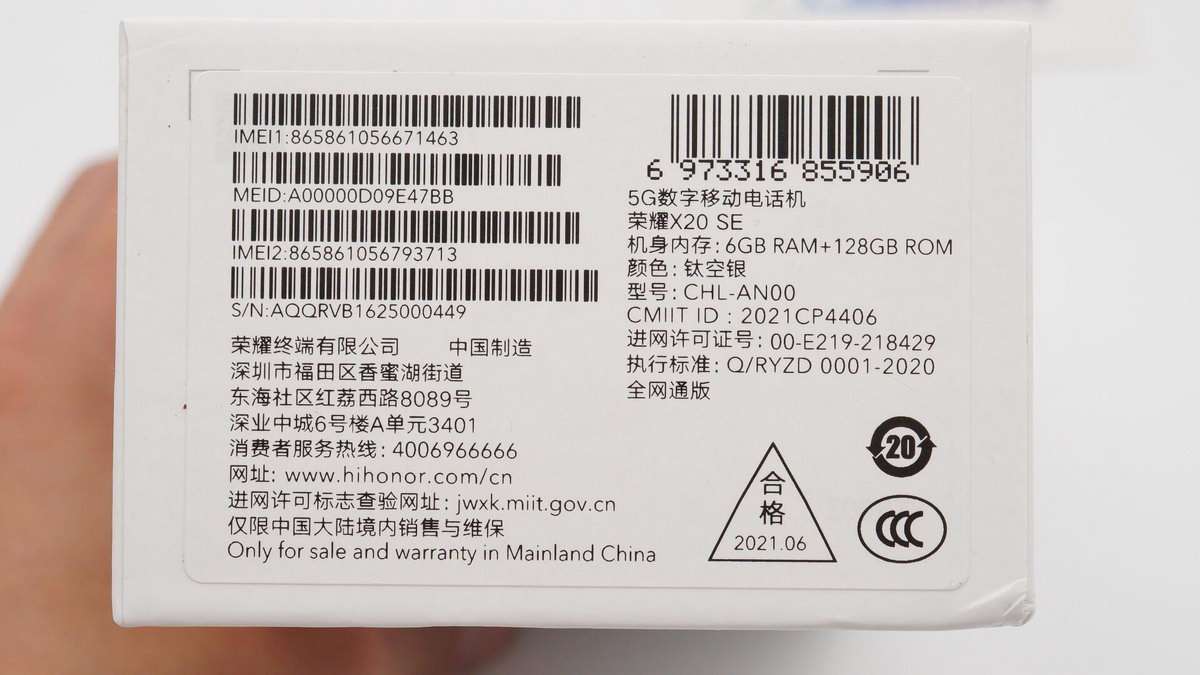 IMEI1:865861056671463
MEID:A00000D09E47BB
IMEI2:865861056793713
S/N:AQQRVB1625000449
荣耀终端有限公司 中国制造
深圳市福田区香蜜湖街道
东海社区红荔西路8089号
深业中城6号楼A单元3401
消费者服务热线: 4006966666
网址: www.hihonor.com/cn
进网许可标志查验网址: jwxk.miit.gov.cn
仅限中国大陆境内销售与维保
Only for sale and warranty in Mainland China
6 973316 855906
5G数字移动电话机
荣耀X20 SE
机身内存: 6GB RAM+128GB ROM
颜色: 钛空银
型号: CHL-AN00
CMIIT ID : 2021CP4406
进网许可证号: 00-E219-218429
执行标准: Q/RYZD 0001-2020
全网通版
20
合格
2021.06
CCC